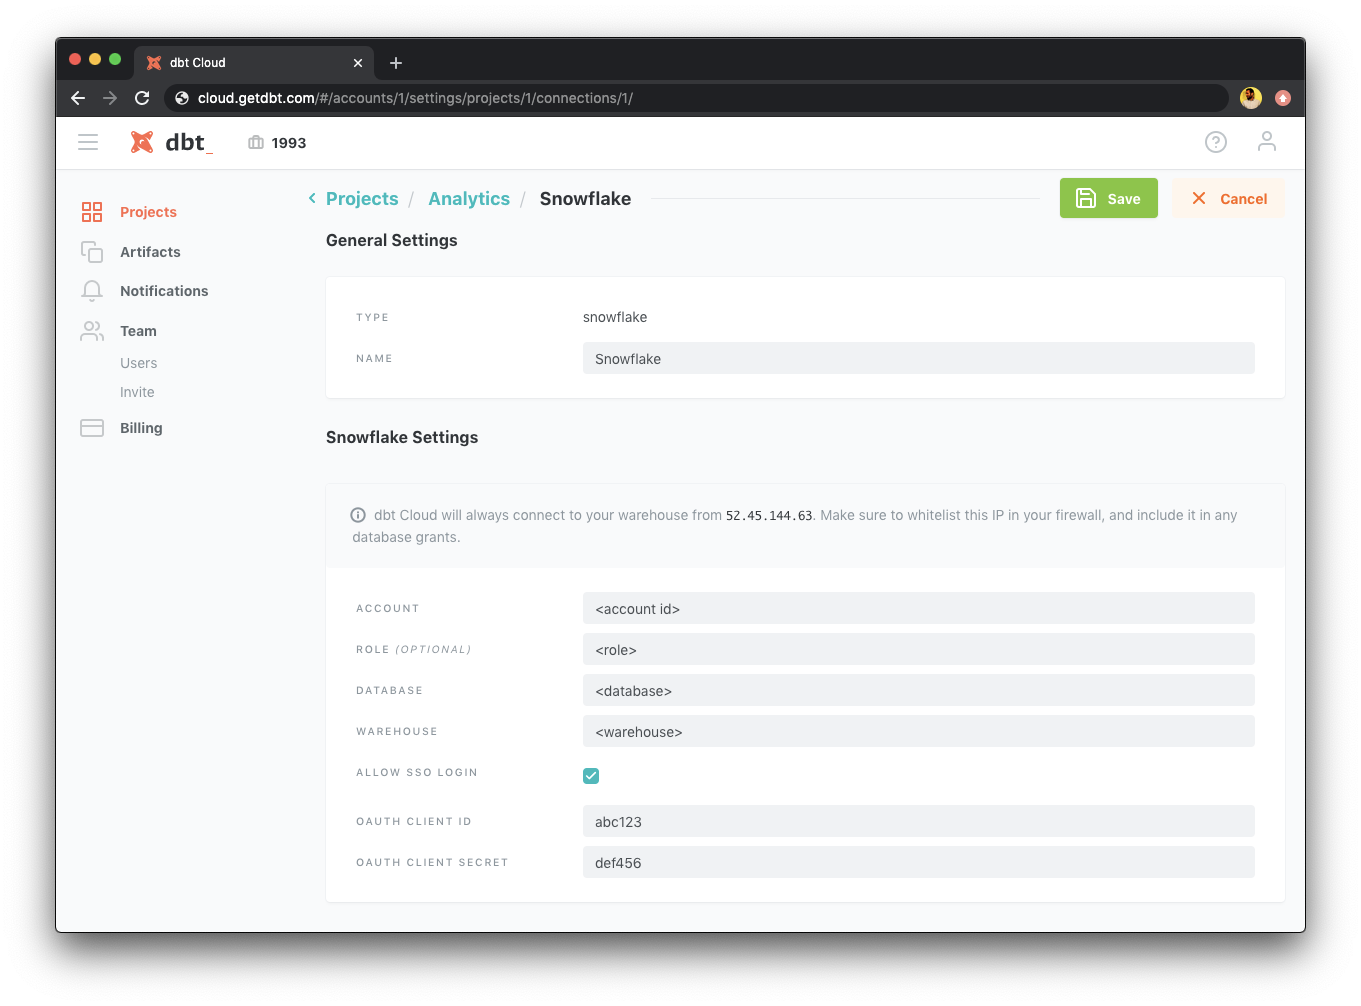 dbt Cloud
cloud.getdbt.com/#/accounts/1/settings/projects/1/connections/1/
dbt_ 1993
Projects
Artifacts
Notifications
Team
Users
Invite
Billing
Projects / Analytics / Snowflake
Save
Cancel
General Settings
TYPE snowflake
NAME Snowflake
Snowflake Settings
dbt Cloud will always connect to your warehouse from 52.45.144.63. Make sure to whitelist this IP in your firewall, and include it in any
database grants.
ACCOUNT <account id>
ROLE (OPTIONAL) <role>
DATABASE <database>
WAREHOUSE <warehouse>
ALLOW SSO LOGIN
OAUTH CLIENT ID abc123
OAUTH CLIENT SECRET def456